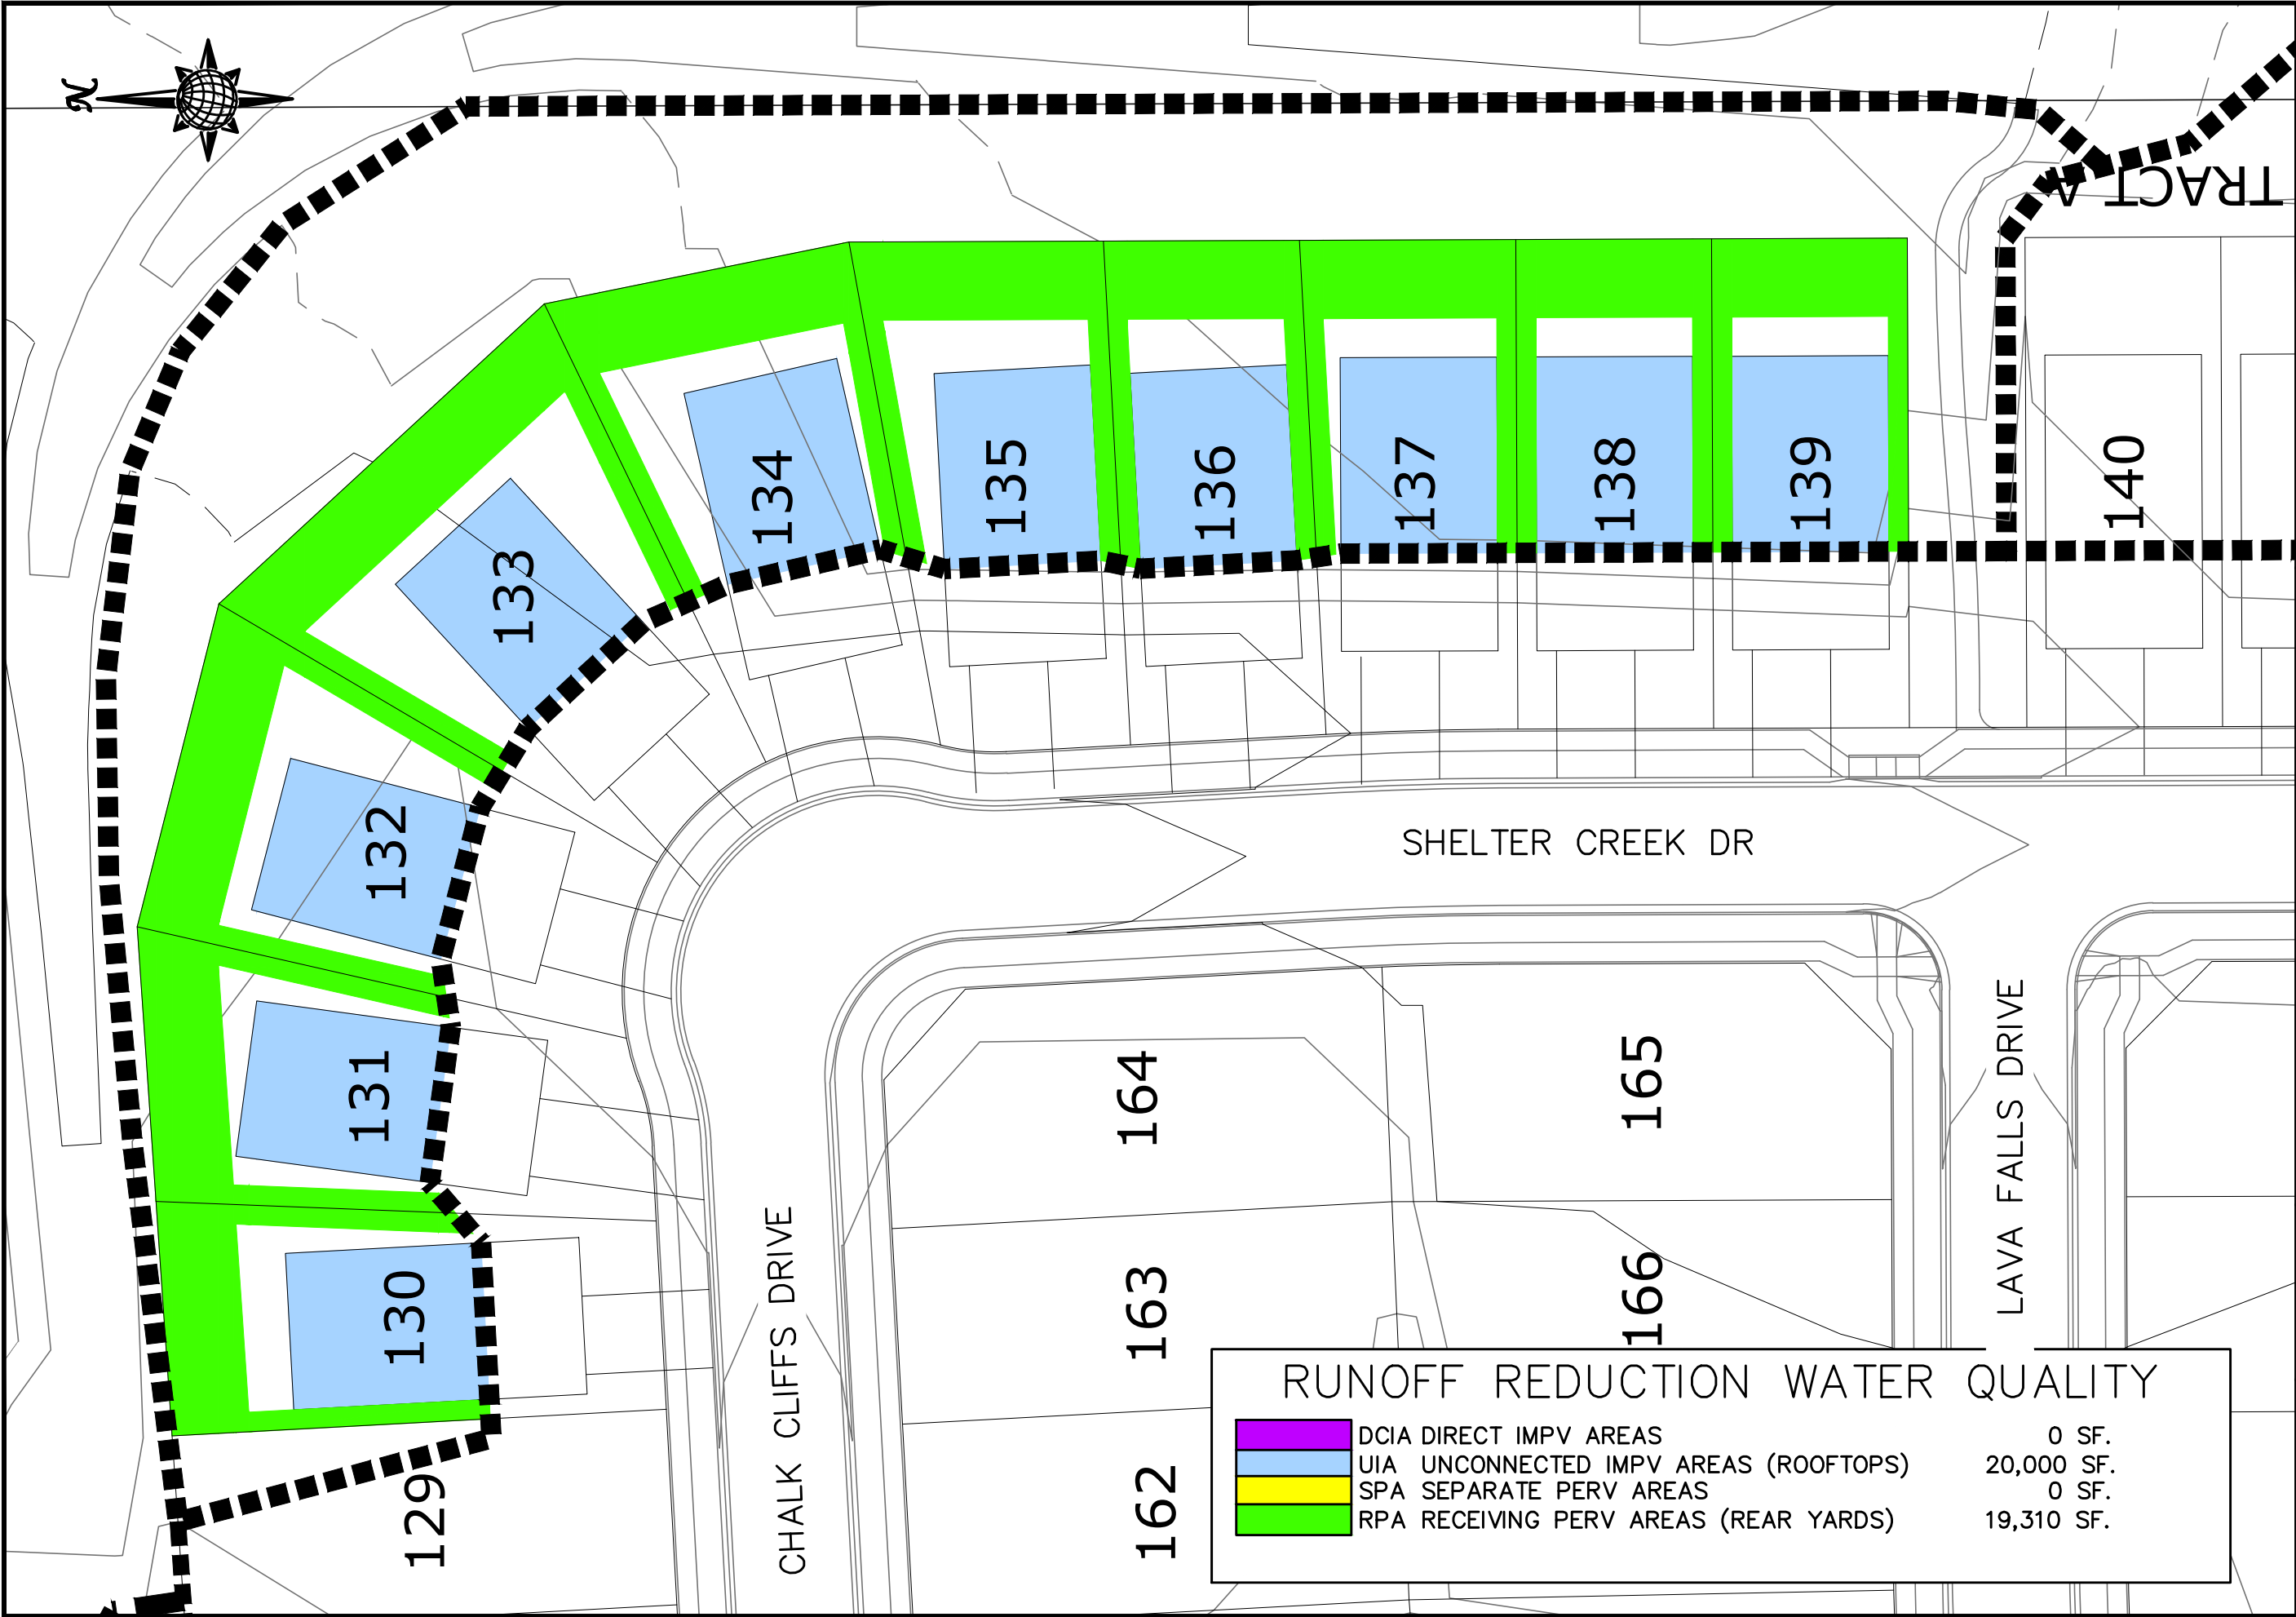 N
TRACT A
134
135
136
137
138
139
140
133
132
131
130
129
SHELTER CREEK DR
CHALK CLIFFS DRIVE
LAVA FALLS DRIVE
164
165
163
166
162
RUNOFF REDUCTION WATER QUALITY
DCIA DIRECT IMPV AREAS 0 SF.
UIA UNCONNECTED IMPV AREAS (ROOFTOPS) 20,000 SF.
SPA SEPARATE PERV AREAS 0 SF.
RPA RECEIVING PERV AREAS (REAR YARDS) 19,310 SF.